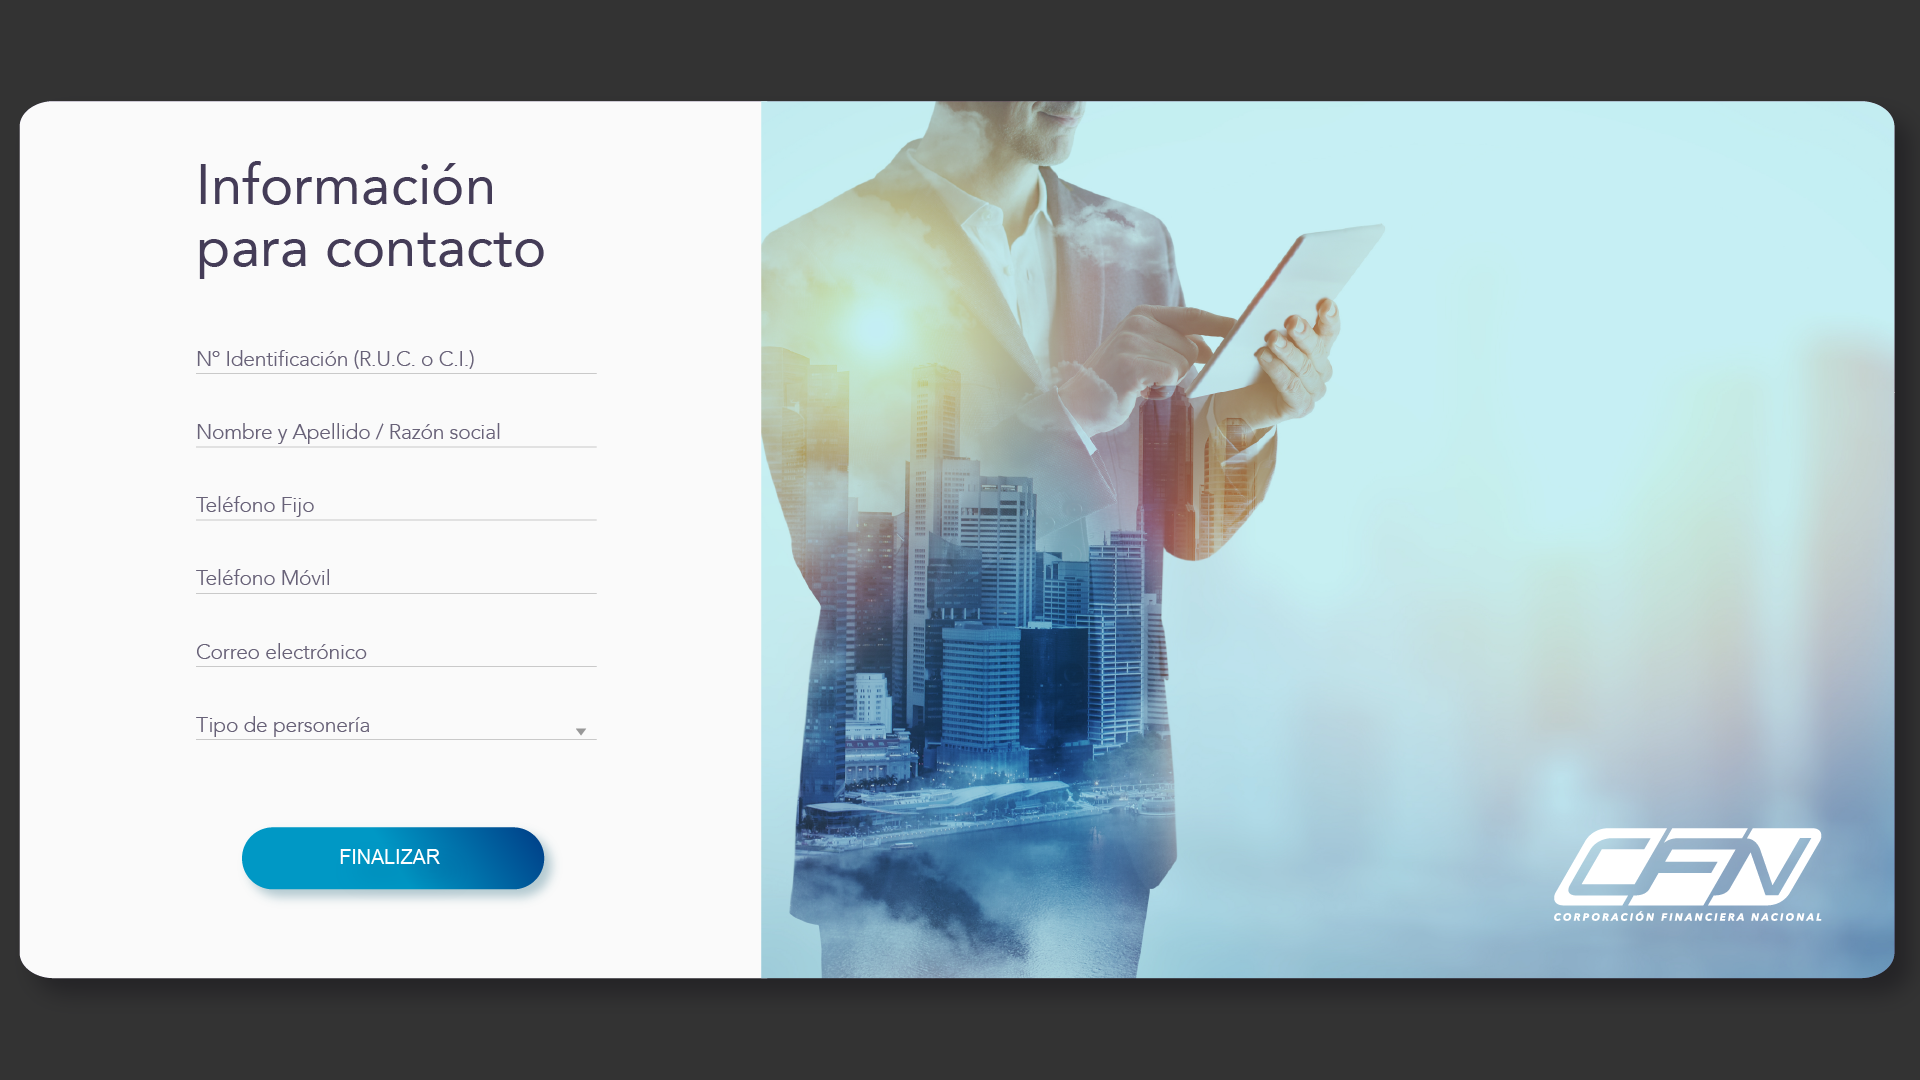 Información
para contacto
Nº Identificación (R.U.C. o C.I.)
Nombre y Apellido / Razón social
Teléfono Fijo
Teléfono Móvil
Correo electrónico
Tipo de personería
FINALIZAR
CFN
CORPORACIÓN FINANCIERA NACIONAL